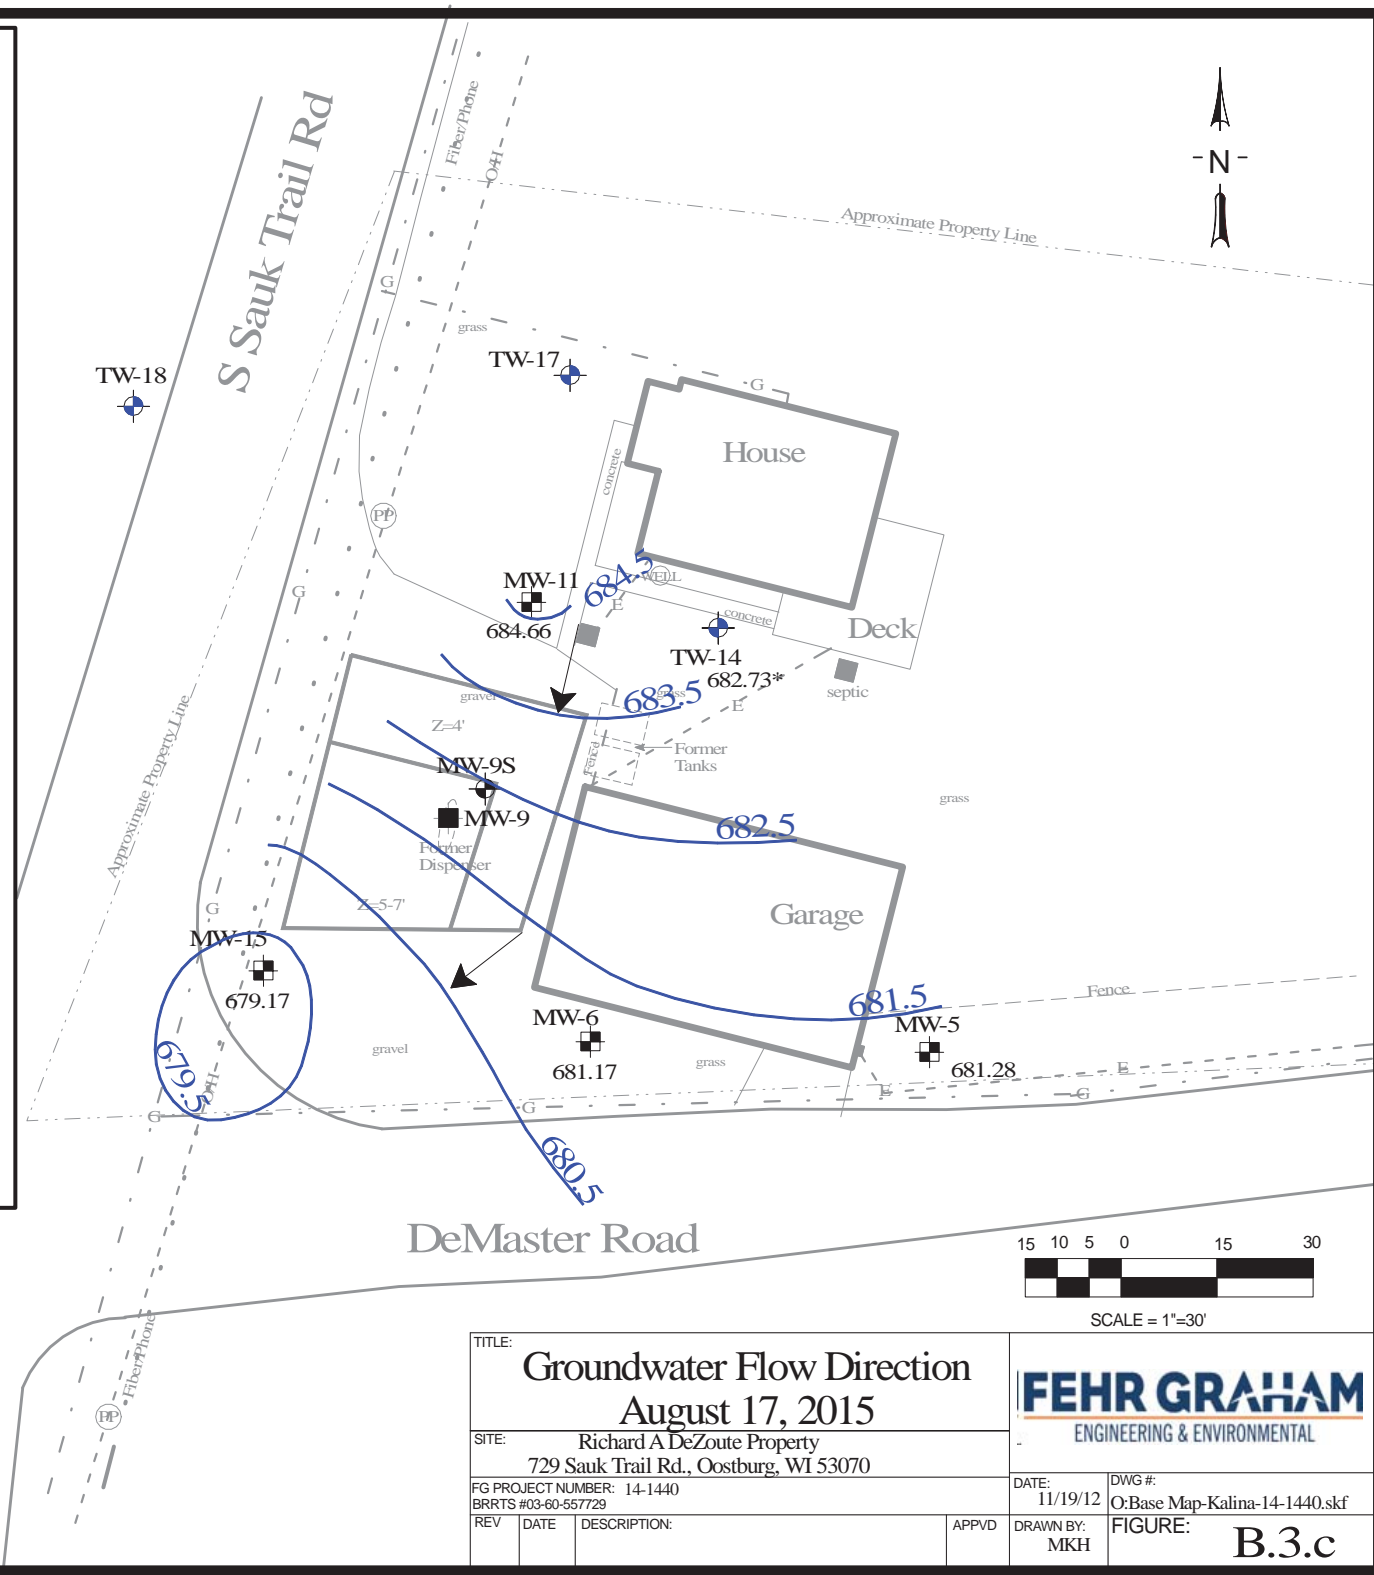 S Sauk Trail Rd
Fiber/Phone
O/H
Approximate Property Line
-N-
G
grass
TW-17
TW-18
G
House
concrete
PP
MW-11
684.5
WELL
684.66
G
E
concrete
Deck
TW-14
682.73*
septic
gravel
683.5
grass
E
Z=4'
Former
Tanks
Fence
MW-9S
MW-9
682.5
grass
Former
Dispenser
Approximate Property Line
Z=5-7'
G
Garage
MW-15
679.17
681.5
Fence
MW-6
681.17
MW-5
681.28
gravel
grass
679.5
O/H
G
G
E
G
E
680.5
DeMaster Road
Fiber/Phone
PP
15 10 5 0 15 30
SCALE = 1"=30'
TITLE:
Groundwater Flow Direction
August 17, 2015
SITE:
Richard A DeZoute Property
729 Sauk Trail Rd., Oostburg, WI 53070
FG PROJECT NUMBER: 14-1440
BRRTS #03-60-557729
REV DATE DESCRIPTION: APPVD
FEHR GRAHAM
ENGINEERING & ENVIRONMENTAL
DATE:
11/19/12
DWG #:
O:Base Map-Kalina-14-1440.skf
DRAWN BY:
MKH
FIGURE:
B.3.c